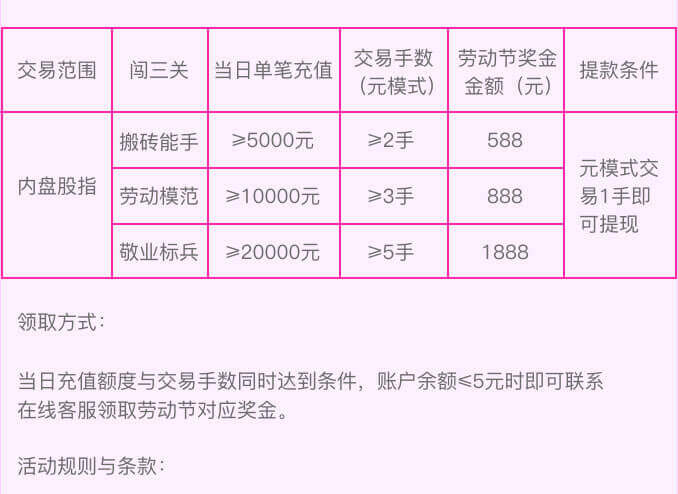 交易范围 闯三关 当日单笔充值 交易手数（元模式） 劳动节奖金金额（元） 提款条件
内盘股指
搬砖能手 ≥5000元 ≥2手 588
劳动模范 ≥10000元 ≥3手 888
敬业标兵 ≥20000元 ≥5手 1888
元模式交
易1手即
可提现
领取方式：
当日充值额度与交易手数同时达到条件，账户余额≤5元时即可联系
在线客服领取劳动节对应奖金。
活动规则与条款：